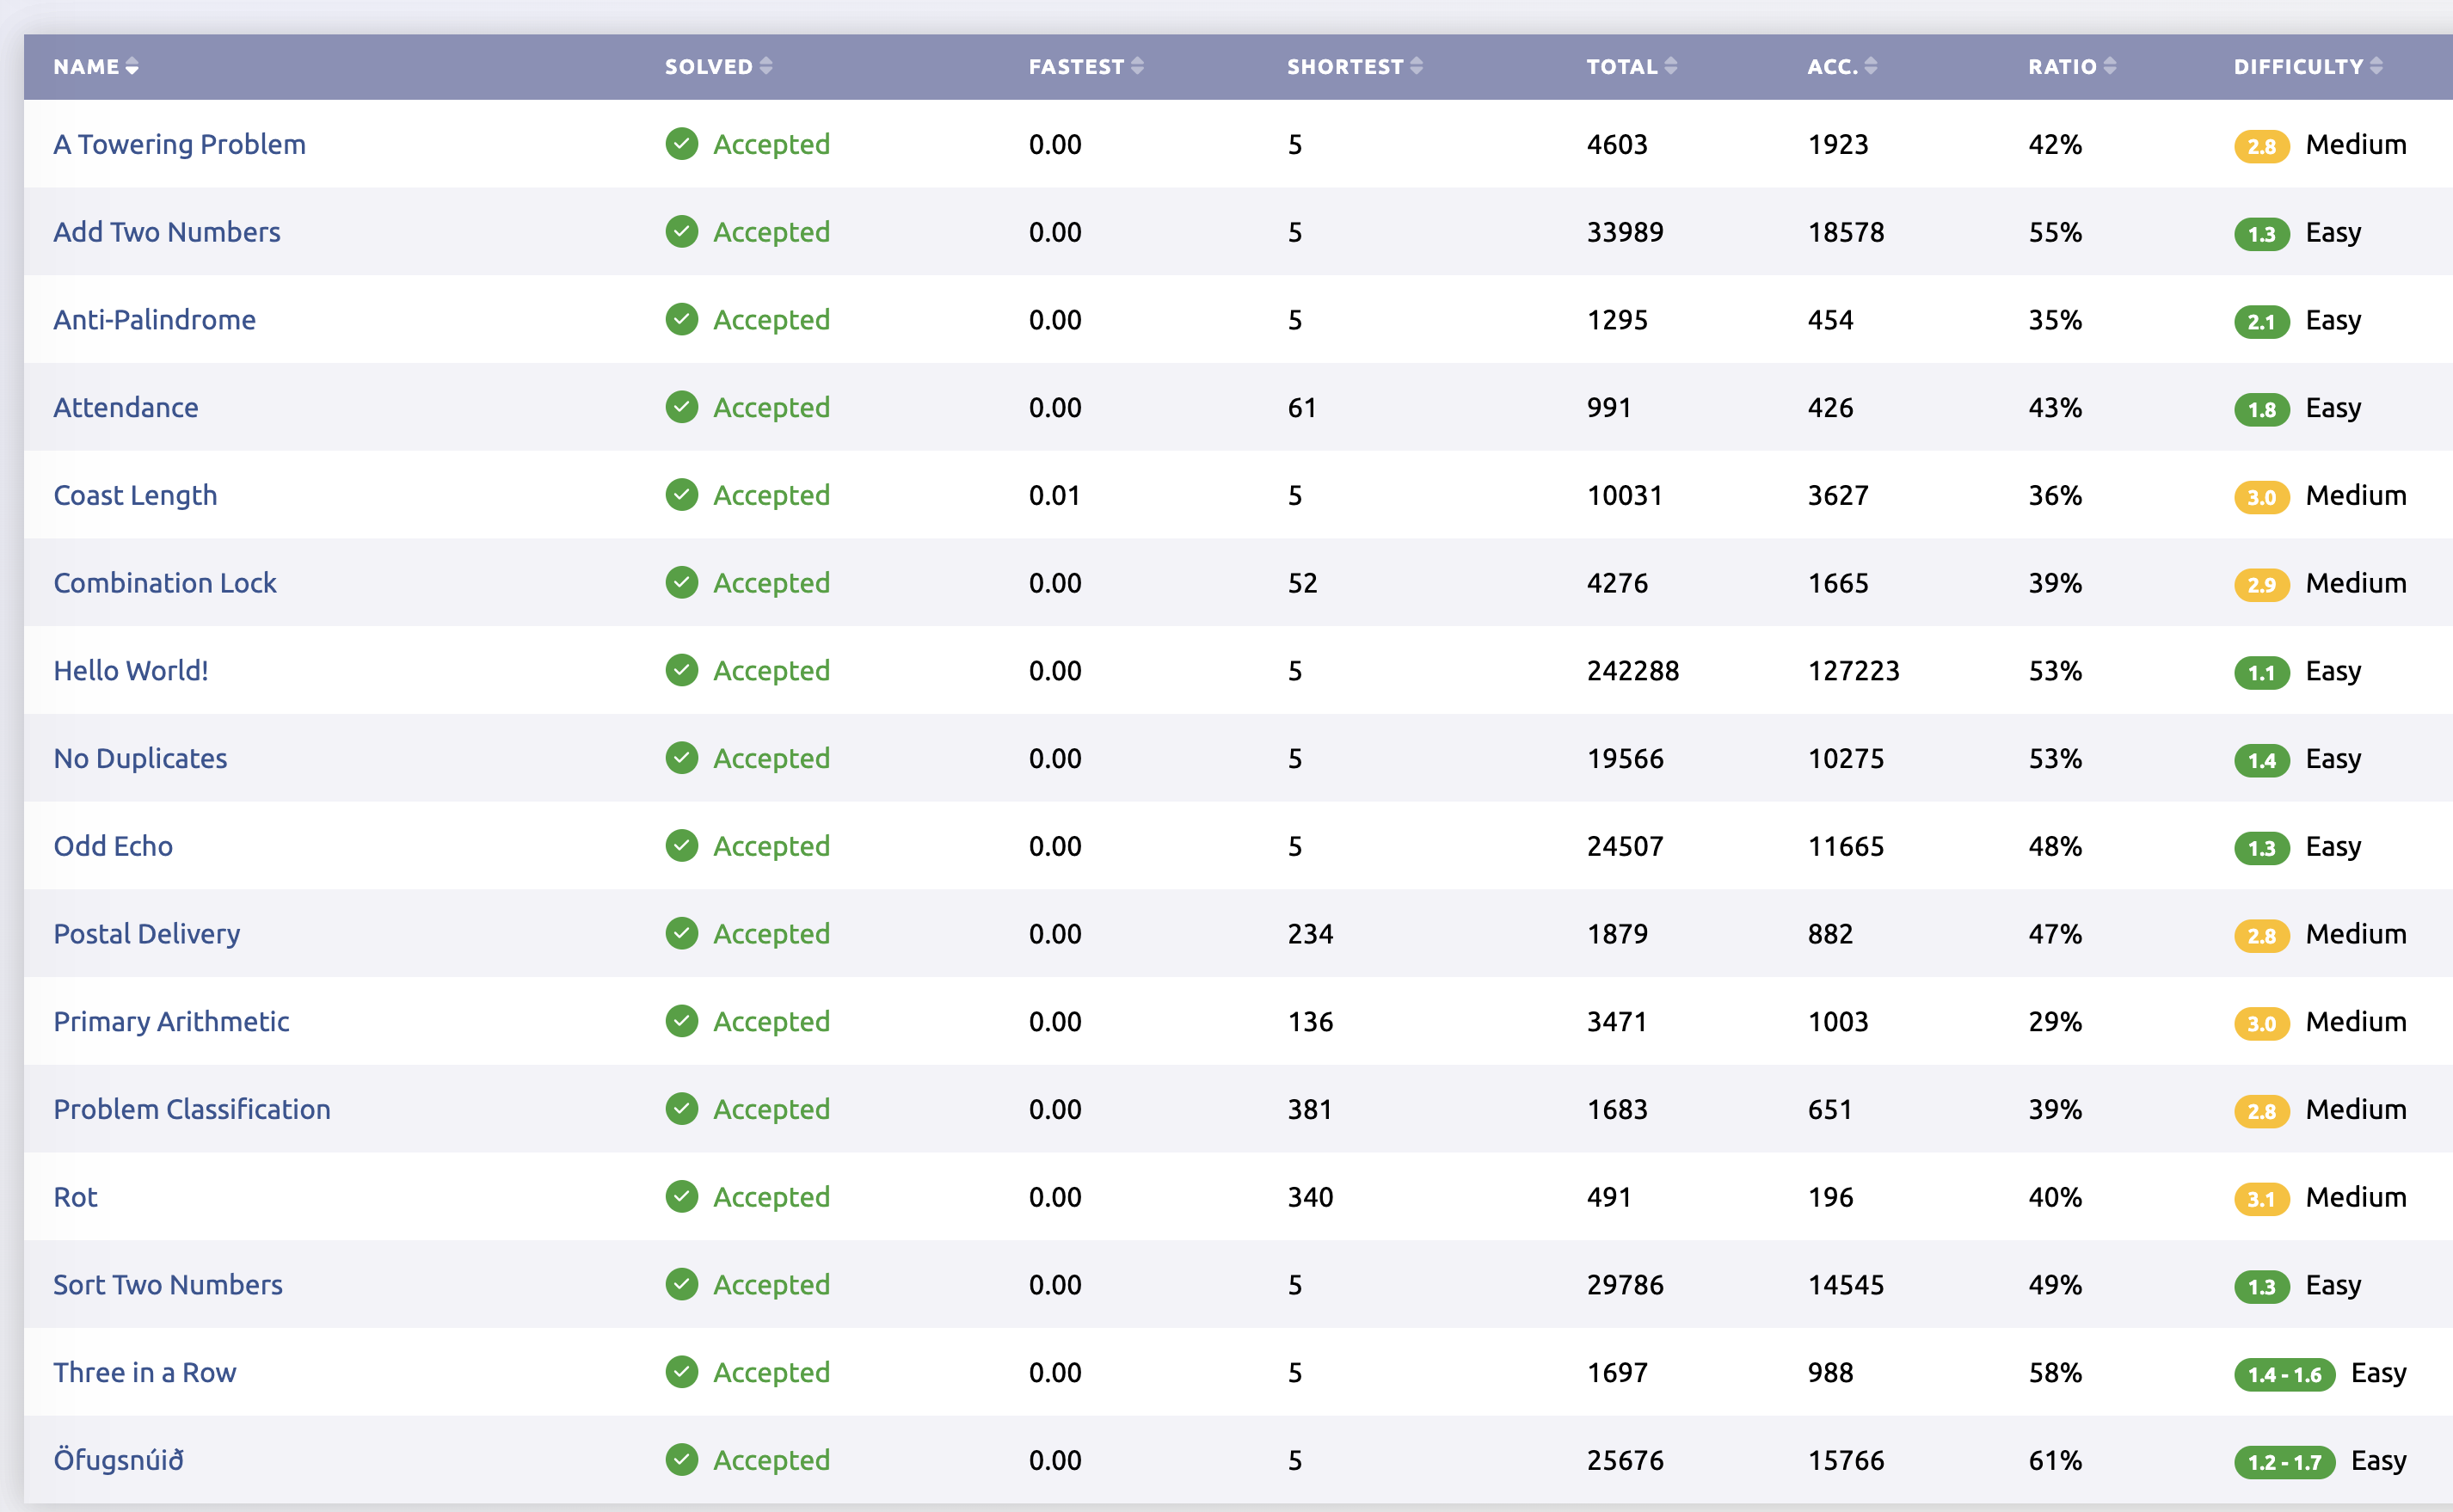 NAME SOLVED FASTEST SHORTEST TOTAL ACC. RATIO DIFFICULTY
A Towering Problem Accepted 0.00 5 4603 1923 42% 2.8 Medium
Add Two Numbers Accepted 0.00 5 33989 18578 55% 1.3 Easy
Anti-Palindrome Accepted 0.00 5 1295 454 35% 2.1 Easy
Attendance Accepted 0.00 61 991 426 43% 1.8 Easy
Coast Length Accepted 0.01 5 10031 3627 36% 3.0 Medium
Combination Lock Accepted 0.00 52 4276 1665 39% 2.9 Medium
Hello World! Accepted 0.00 5 242288 127223 53% 1.1 Easy
No Duplicates Accepted 0.00 5 19566 10275 53% 1.4 Easy
Odd Echo Accepted 0.00 5 24507 11665 48% 1.3 Easy
Postal Delivery Accepted 0.00 234 1879 882 47% 2.8 Medium
Primary Arithmetic Accepted 0.00 136 3471 1003 29% 3.0 Medium
Problem Classification Accepted 0.00 381 1683 651 39% 2.8 Medium
Rot Accepted 0.00 340 491 196 40% 3.1 Medium
Sort Two Numbers Accepted 0.00 5 29786 14545 49% 1.3 Easy
Three in a Row Accepted 0.00 5 1697 988 58% 1.4 - 1.6 Easy
Öfugsnúið Accepted 0.00 5 25676 15766 61% 1.2 - 1.7 Easy